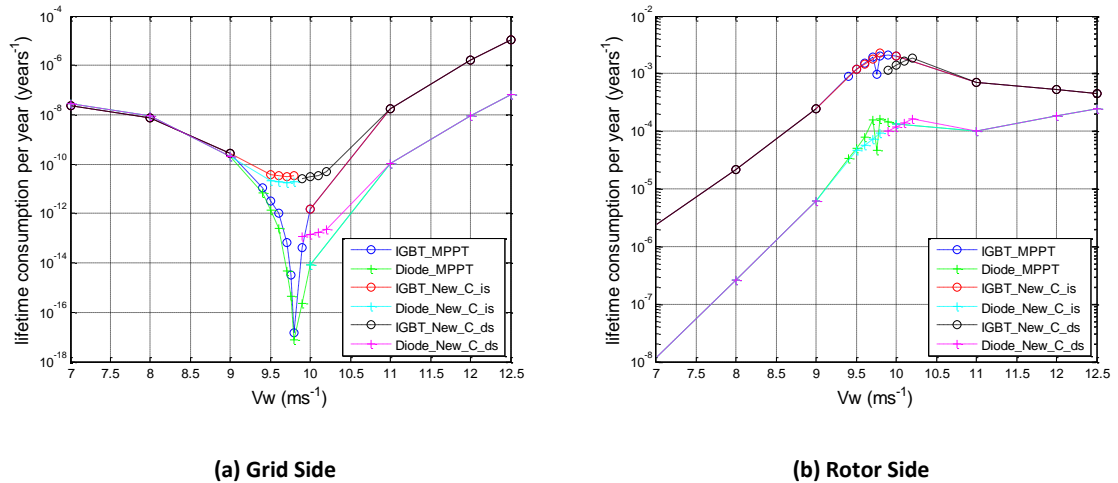 lifetime consumption per year (years⁻¹)
10⁻⁴
10⁻⁶
10⁻⁸
10⁻¹⁰
10⁻¹²
10⁻¹⁴
10⁻¹⁶
10⁻¹⁸
7 7.5 8 8.5 9 9.5 10 10.5 11 11.5 12 12.5
Vw (ms⁻¹)
IGBT_MPPT
Diode_MPPT
IGBT_New_C_is
Diode_New_C_is
IGBT_New_C_ds
Diode_New_C_ds
(a) Grid Side
lifetime consumption per year (years⁻¹)
10⁻²
10⁻³
10⁻⁴
10⁻⁵
10⁻⁶
10⁻⁷
10⁻⁸
7 7.5 8 8.5 9 9.5 10 10.5 11 11.5 12 12.5
Vw (ms⁻¹)
IGBT_MPPT
Diode_MPPT
IGBT_New_C_is
Diode_New_C_is
IGBT_New_C_ds
Diode_New_C_ds
(b) Rotor Side